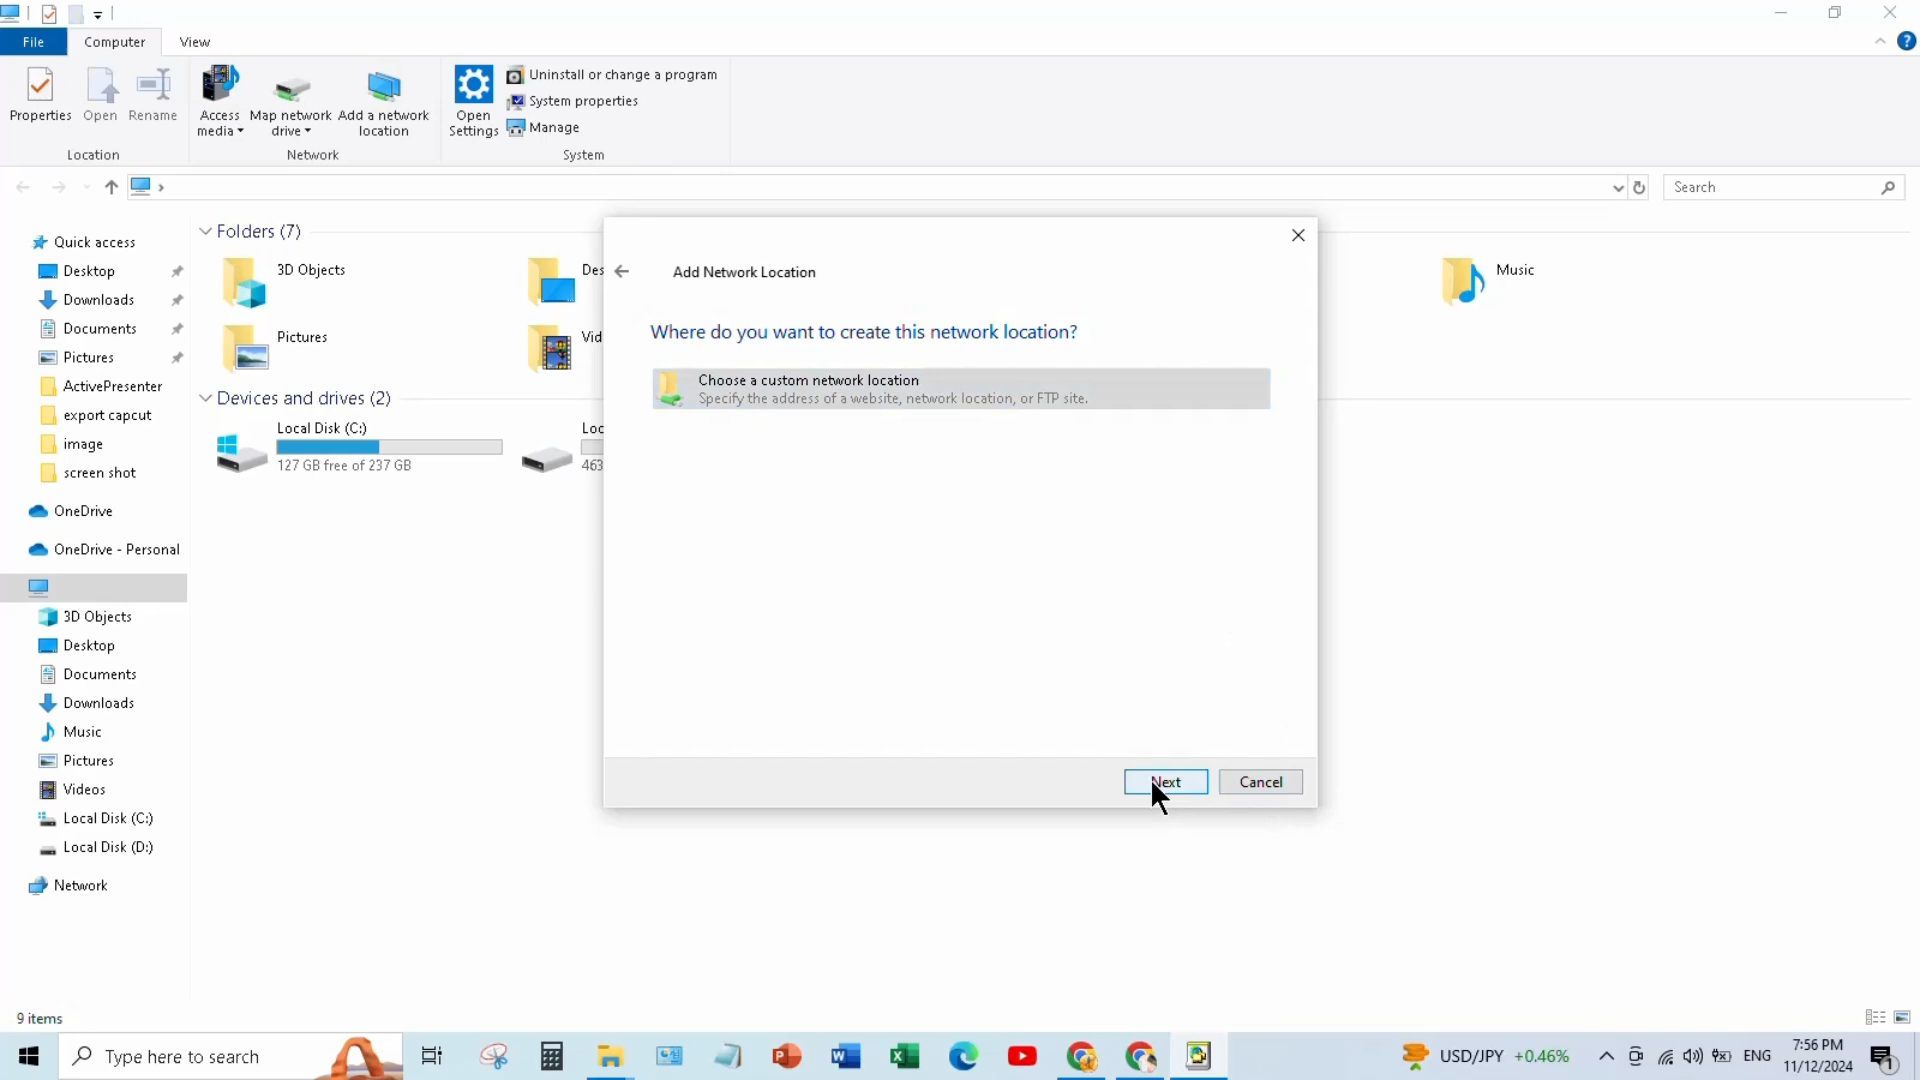 File
Computer
View
Properties
Open
Rename
Access
media
Map network
drive
Add a network
location
Open
Settings
Uninstall or change a program
System properties
Manage
Location
Network
System
Search
Quick access
Desktop
Downloads
Documents
Pictures
ActivePresenter
export capcut
image
screen shot
OneDrive
OneDrive - Personal
3D Objects
Desktop
Documents
Downloads
Music
Pictures
Videos
Local Disk (C:)
Local Disk (D:)
Network
Folders (7)
3D Objects
Des
Music
Pictures
Vid
Devices and drives (2)
Local Disk (C:)
127 GB free of 237 GB
Loc
463
Add Network Location
Where do you want to create this network location?
Choose a custom network location
Specify the address of a website, network location, or FTP site.
Next
Cancel
9 items
Type here to search
USD/JPY +0.46%
ENG
7:56 PM
11/12/2024
1